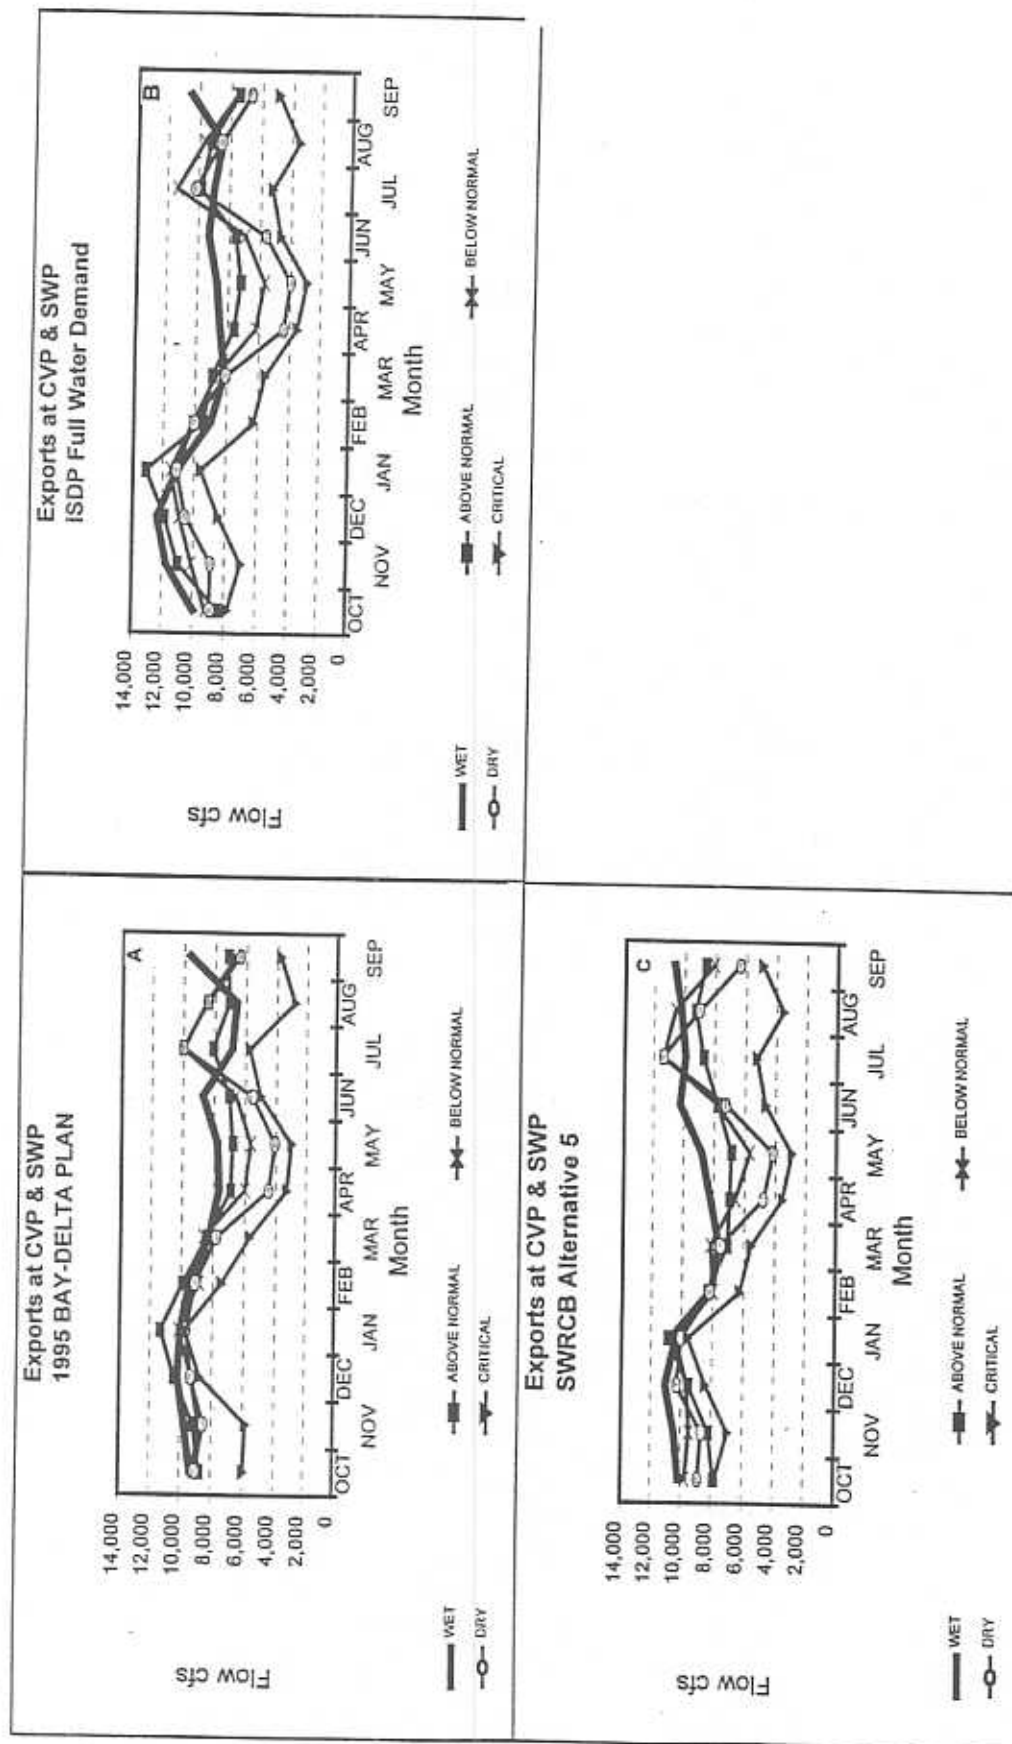 Exports at CVP & SWP
1995 BAY-DELTA PLAN
A
Flow cfs
14,000
12,000
10,000
8,000
6,000
4,000
2,000
0
OCT NOV DEC JAN FEB MAR APR MAY JUN JUL AUG SEP
Month
WET
ABOVE NORMAL
BELOW NORMAL
DRY
CRITICAL
Exports at CVP & SWP
ISDP Full Water Demand
B
Flow cfs
14,000
12,000
10,000
8,000
6,000
4,000
2,000
0
OCT NOV DEC JAN FEB MAR APR MAY JUN JUL AUG SEP
Month
WET
ABOVE NORMAL
BELOW NORMAL
DRY
CRITICAL
Exports at CVP & SWP
SWRCB Alternative 5
C
Flow cfs
14,000
12,000
10,000
8,000
6,000
4,000
2,000
0
OCT NOV DEC JAN FEB MAR APR MAY JUN JUL AUG SEP
Month
WET
ABOVE NORMAL
BELOW NORMAL
DRY
CRITICAL